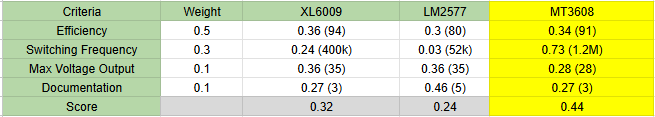 Criteria Weight XL6009 LM2577 MT3608
Efficiency 0.5 0.36 (94) 0.3 (80) 0.34 (91)
Switching Frequency 0.3 0.24 (400k) 0.03 (52k) 0.73 (1.2M)
Max Voltage Output 0.1 0.36 (35) 0.36 (35) 0.28 (28)
Documentation 0.1 0.27 (3) 0.46 (5) 0.27 (3)
Score 0.32 0.24 0.44